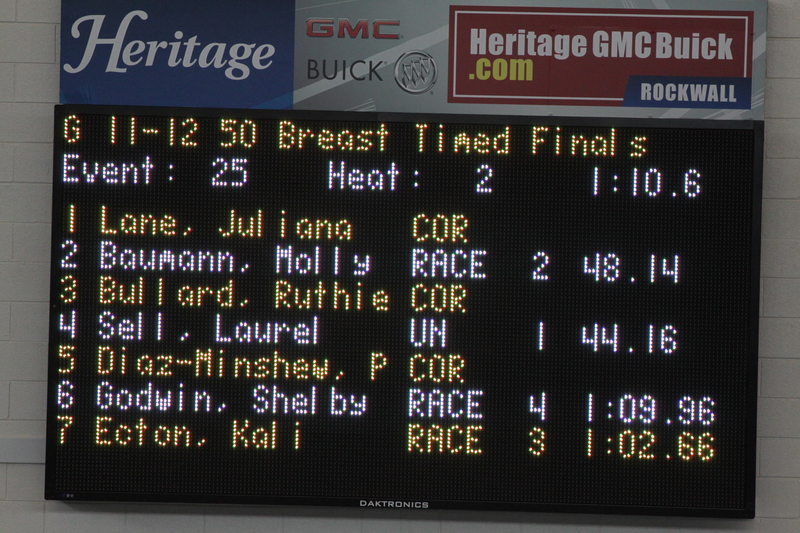 Heritage
GMC
BUICK
Heritage GMC Buick
.com
ROCKWALL
G 11-12 50 Breast Timed Finals
Event: 25 Heat: 2 1:10.6
1 Lane, Juliana COR
2 Baumann, Molly RACE 2 48.14
3 Bullard, Ruthie COR
4 Sell, Laurel UN 1 44.16
5 Diaz-Minshew, P COR
6 Godwin, Shelby RACE 4 1:09.96
7 Ecton, Kali RACE 3 1:02.66
DAKTRONICS